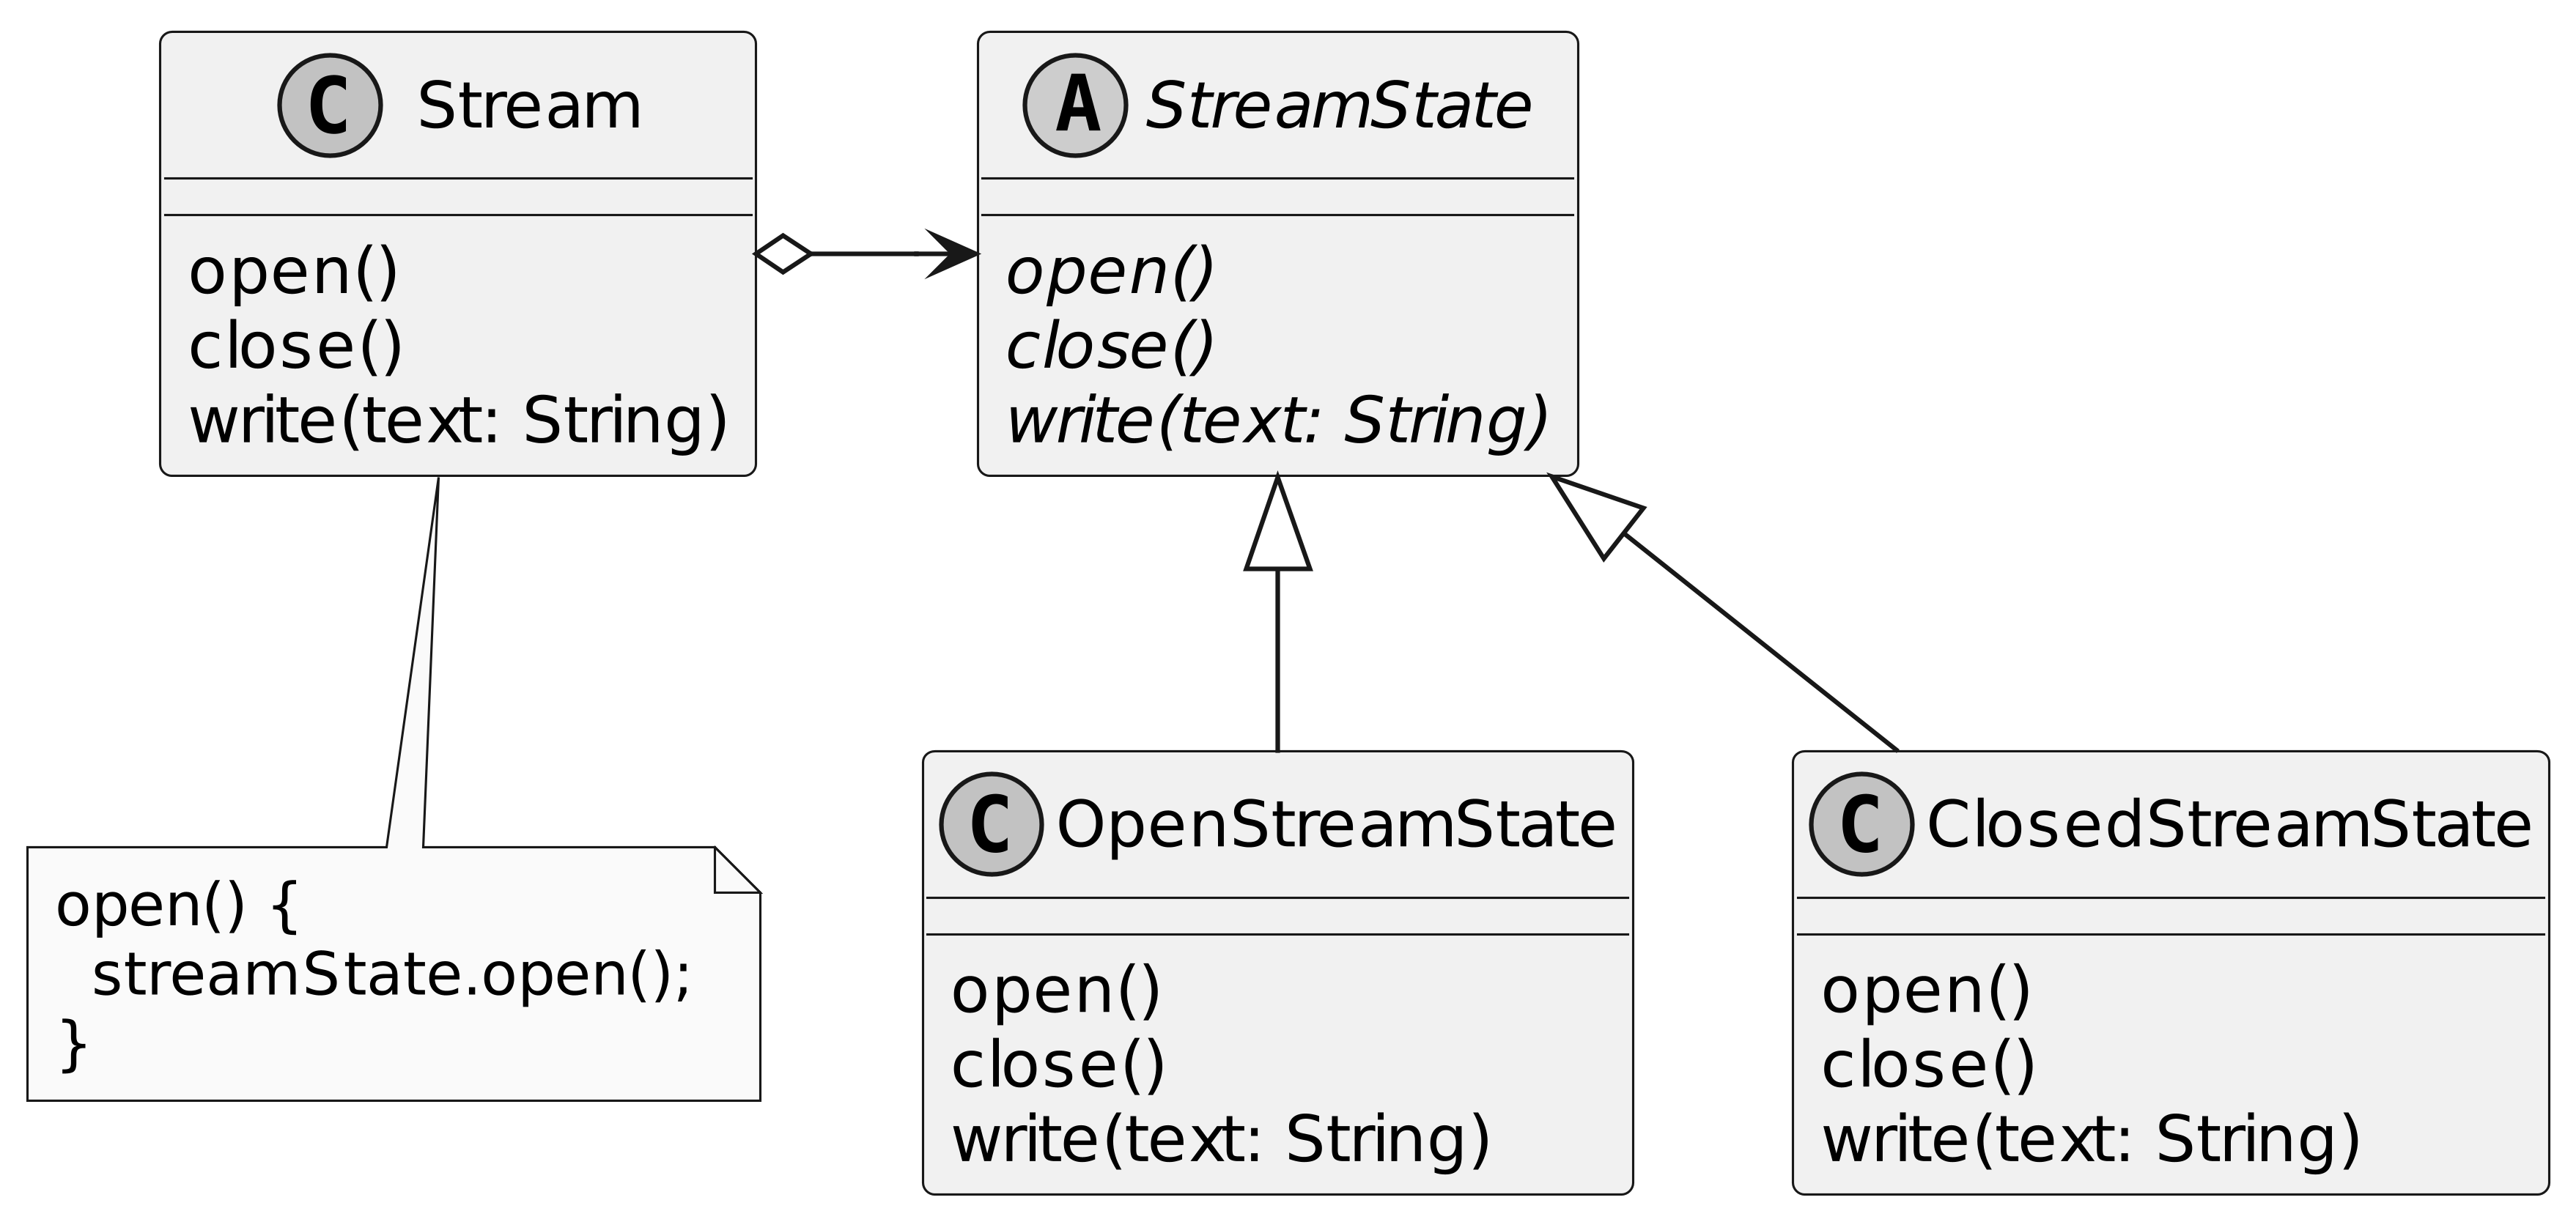 C Stream
open()
close()
write(text: String)
A StreamState
open()
close()
write(text: String)
open() {
  streamState.open();
}
C OpenStreamState
open()
close()
write(text: String)
C ClosedStreamState
open()
close()
write(text: String)